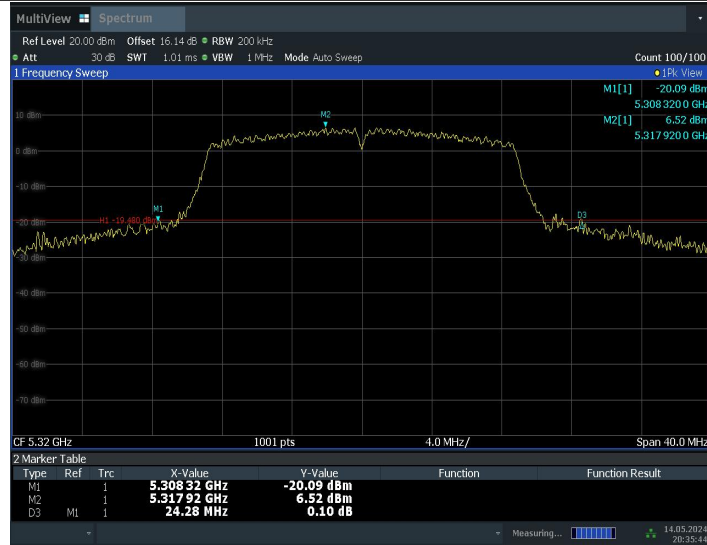 MultiView Spectrum
Ref Level 20.00 dBm Offset 16.14 dB RBW 200 kHz
Att 30 dB SWT 1.01 ms VBW 1 MHz Mode Auto Sweep Count 100/100
1 Frequency Sweep 1Pk View
M1[1] -20.09 dBm
5.308 320 0 GHz
M2[1] 6.52 dBm
5.317 920 0 GHz
10 dBm
M2
0 dBm
-10 dBm
M1
D3
H1 -19.480 dBm
-20 dBm
-30 dBm
-40 dBm
-50 dBm
-60 dBm
-70 dBm
CF 5.32 GHz 1001 pts 4.0 MHz/ Span 40.0 MHz
2 Marker Table
Type Ref Trc X-Value Y-Value Function Function Result
M1 1 5.308 32 GHz -20.09 dBm
M2 1 5.317 92 GHz 6.52 dBm
D3 M1 1 24.28 MHz 0.10 dB
Measuring... 14.05.2024
20:35:44